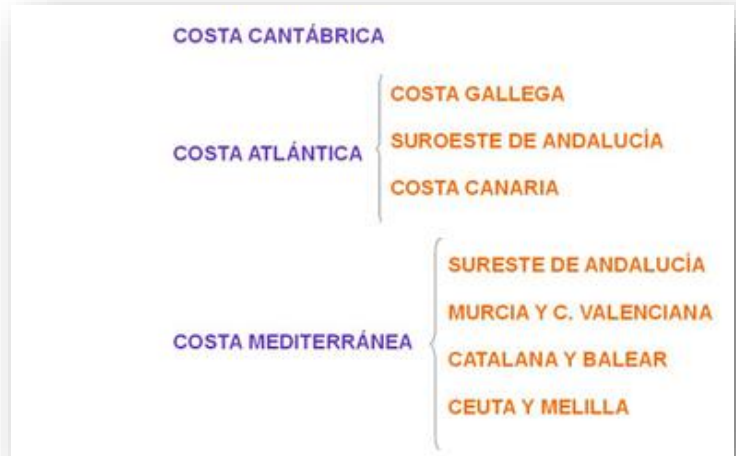 COSTA CANTÁBRICA
COSTA ATLÁNTICA
COSTA GALLEGA
SUROESTE DE ANDALUCÍA
COSTA CANARIA
COSTA MEDITERRÁNEA
SURESTE DE ANDALUCÍA
MURCIA Y C. VALENCIANA
CATALANA Y BALEAR
CEUTA Y MELILLA